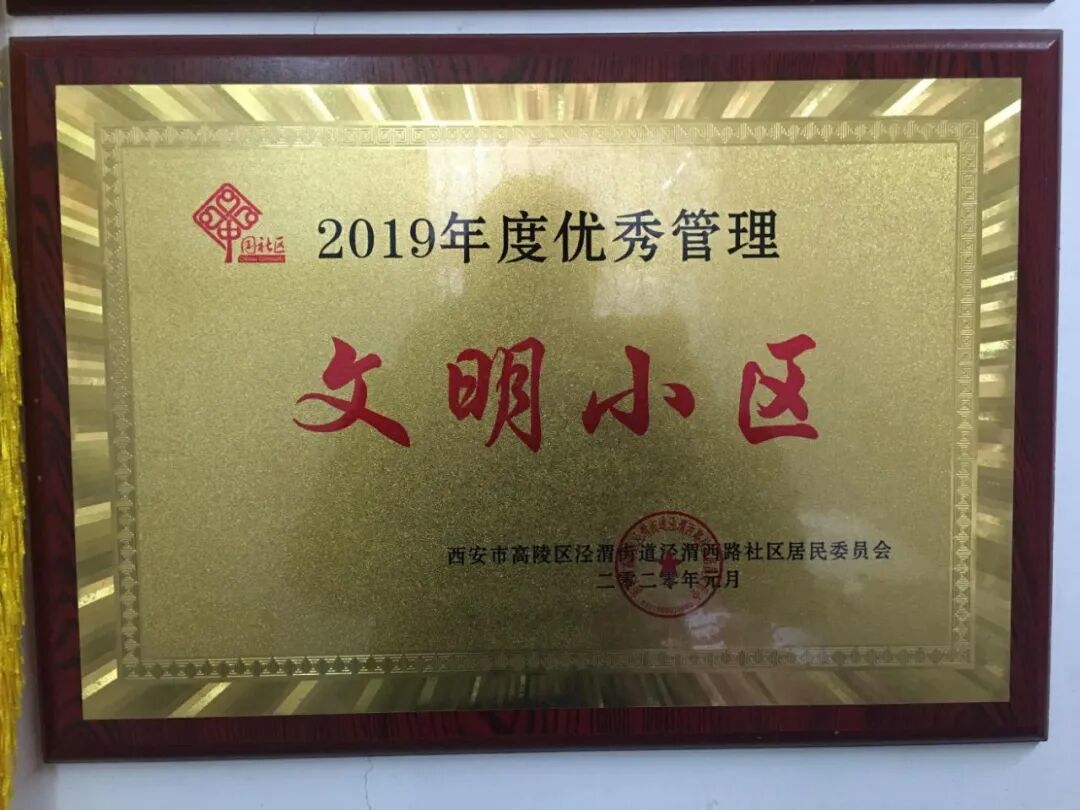 中国社区
2019年度优秀管理
文明小区
西安市高陵区泾渭街道泾渭西路社区居民委员会
二零二零年元月